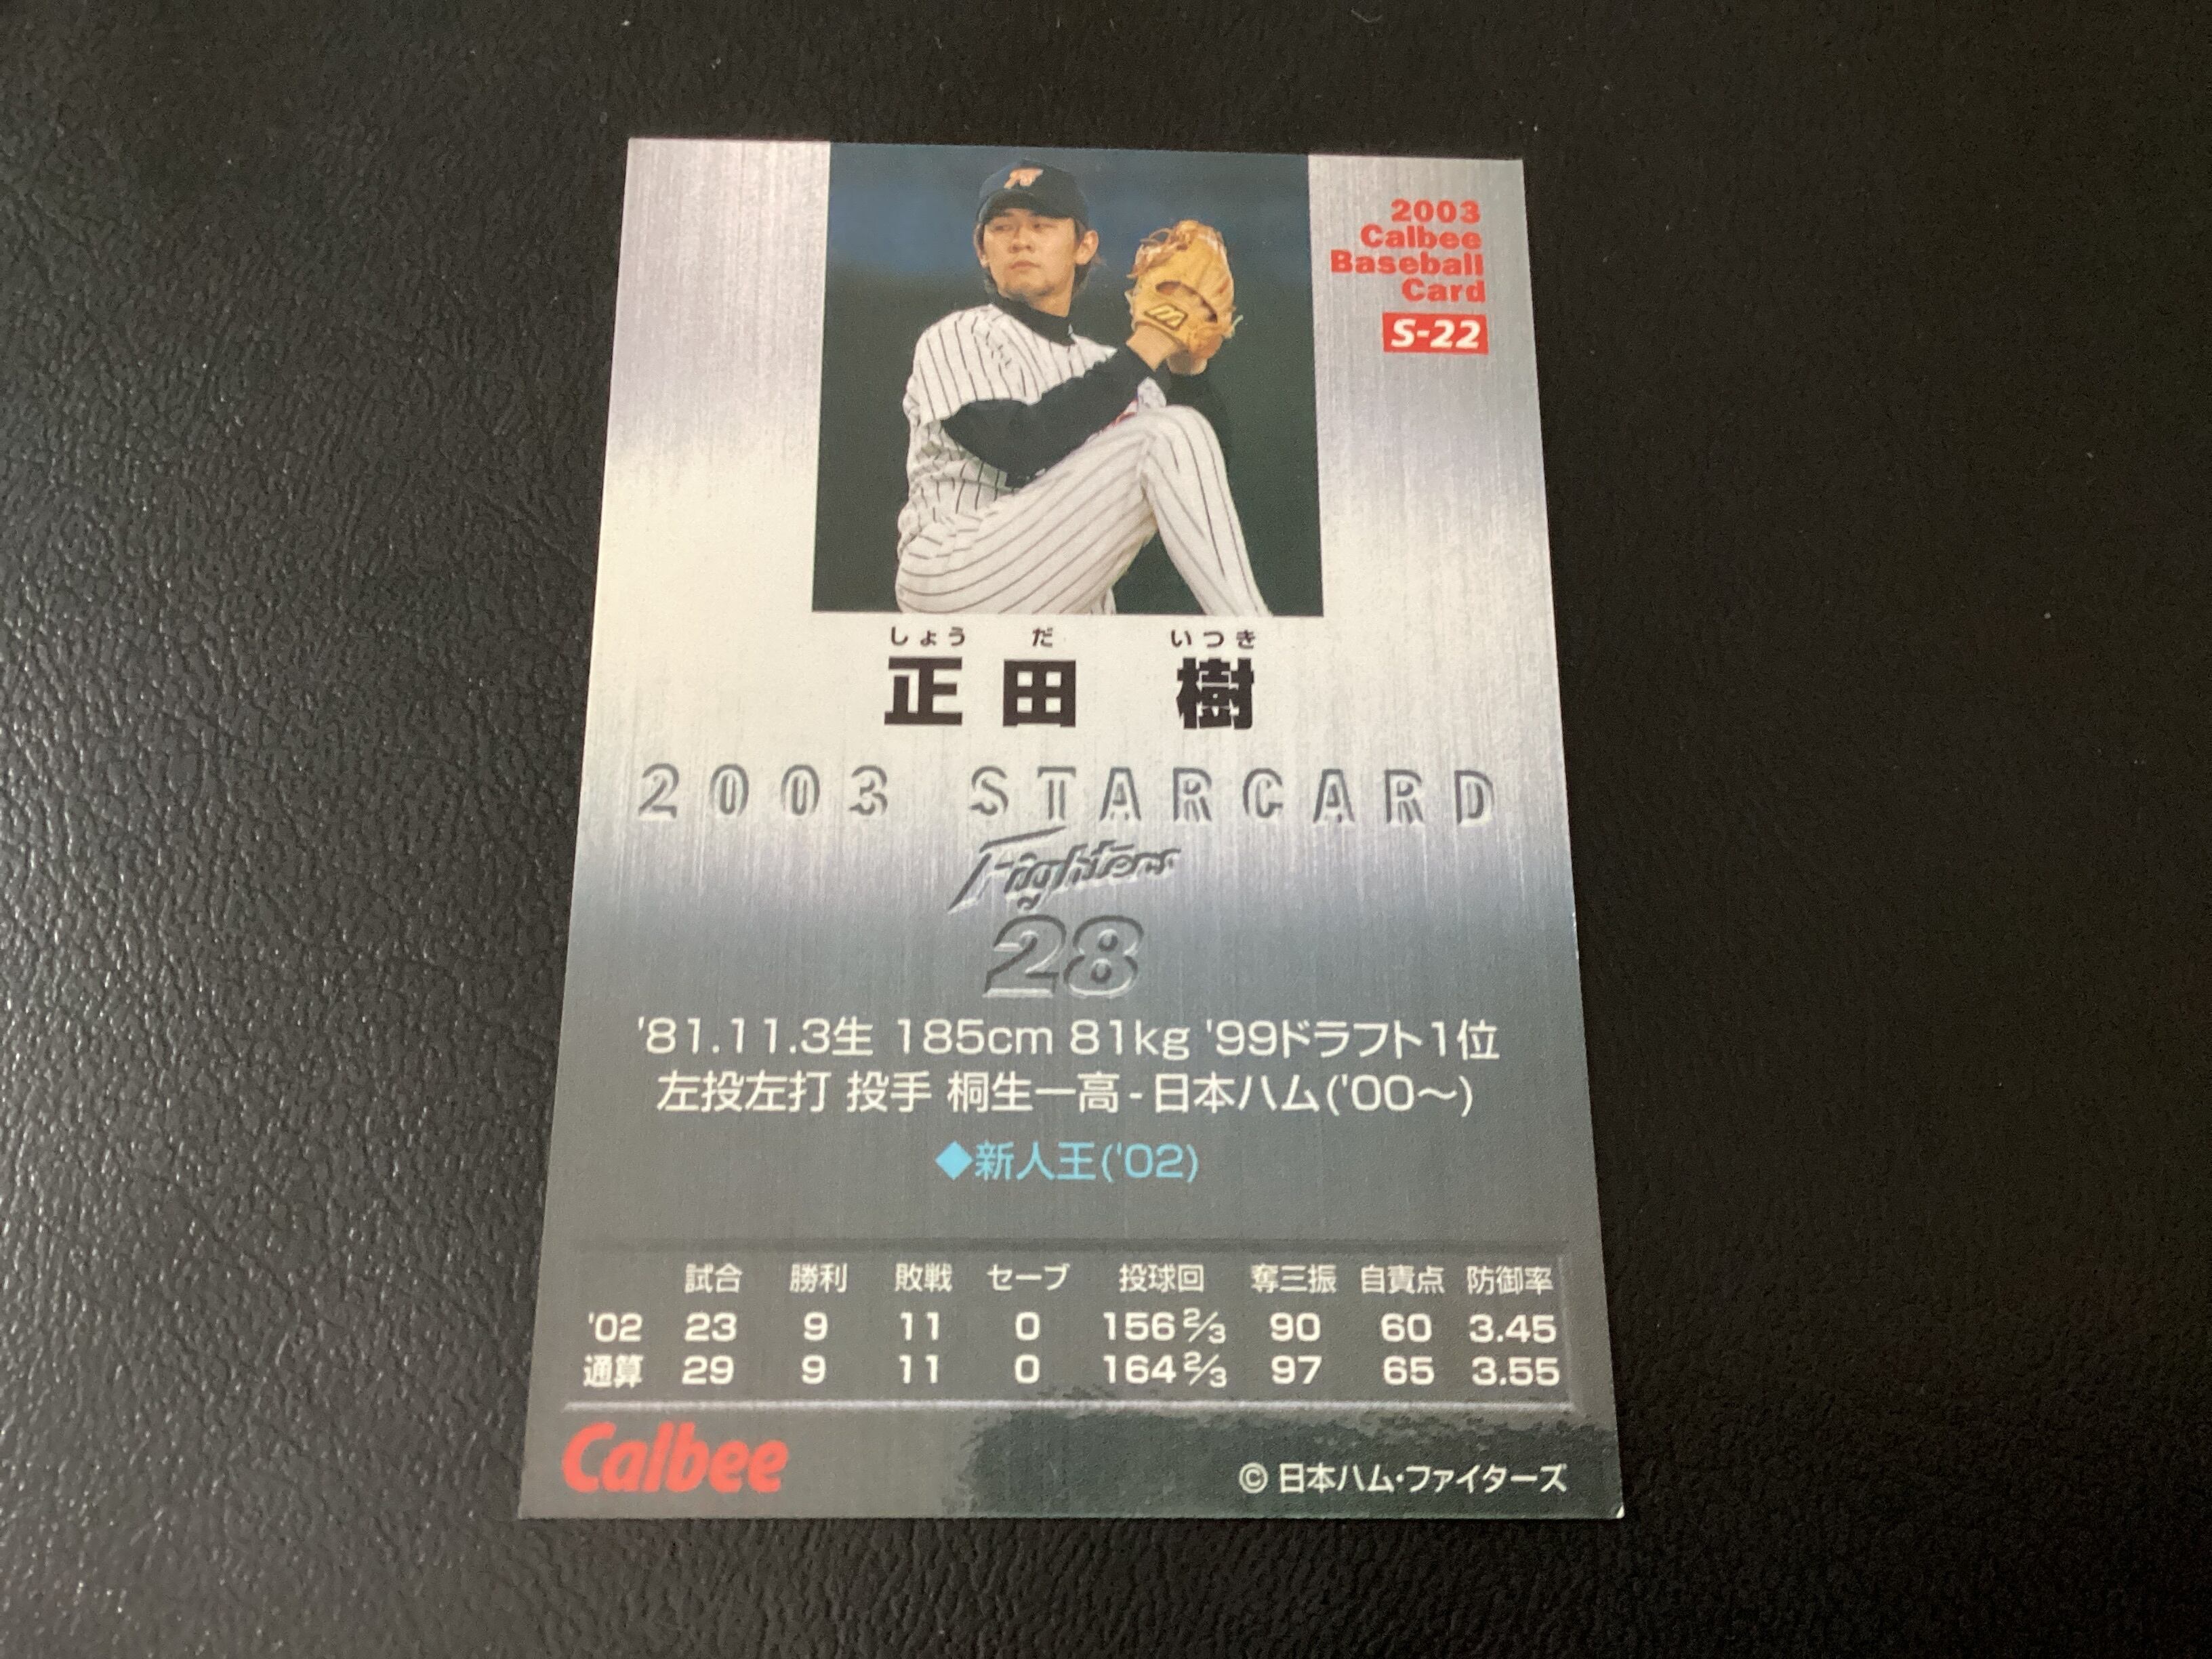 2003
Calbee
Baseball
Card
S-22
しょう だ いつき
正田 樹
2003 STARCARD
Fighters
28
'81.11.3生 185cm 81kg '99ドラフト1位
左投左打 投手 桐生一高-日本ハム('00〜)
◆新人王('02)
試合 勝利 敗戦 セーブ 投球回 奪三振 自責点 防御率
'02 23 9 11 0 156 2/3 90 60 3.45
通算 29 9 11 0 164 2/3 97 65 3.55
Calbee
© 日本ハム・ファイターズ